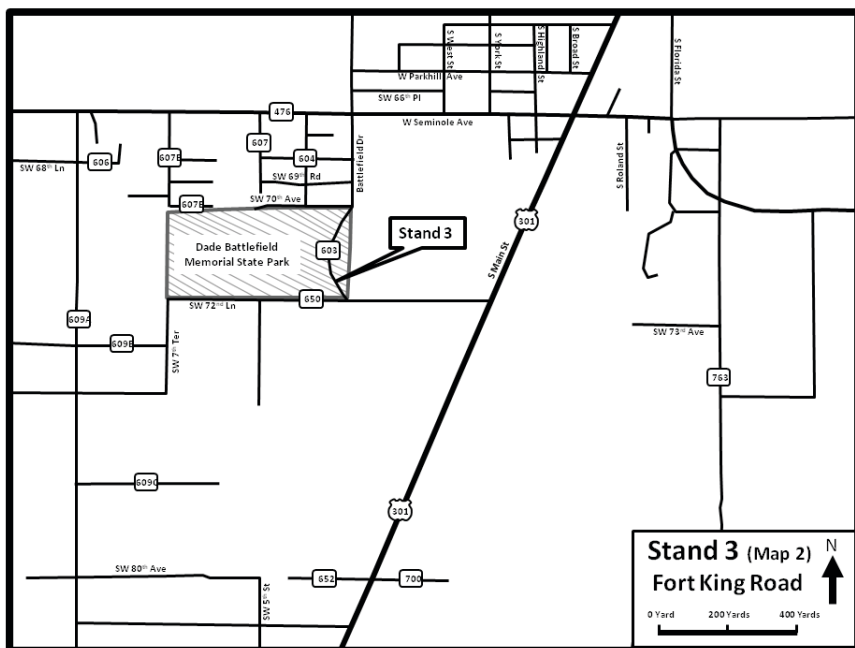 S West St
S York St
S Highland St
S Broad St
S Florida St
W Parkhill Ave
SW 66th Pl
476
W Seminole Ave
607
607B
604
606
SW 68th Ln
SW 69th Rd
Battlefield Dr
S Roland St
607B
SW 70th Ave
Stand 3
301
603
Dade Battlefield
Memorial State Park
S Main St
650
SW 72nd Ln
609A
SW 73rd Ave
609B
SW 7th Ter
763
609C
301
Stand 3 (Map 2)
Fort King Road
N
SW 80th Ave
652
700
SW 5th St
0 Yard
200 Yards
400 Yards